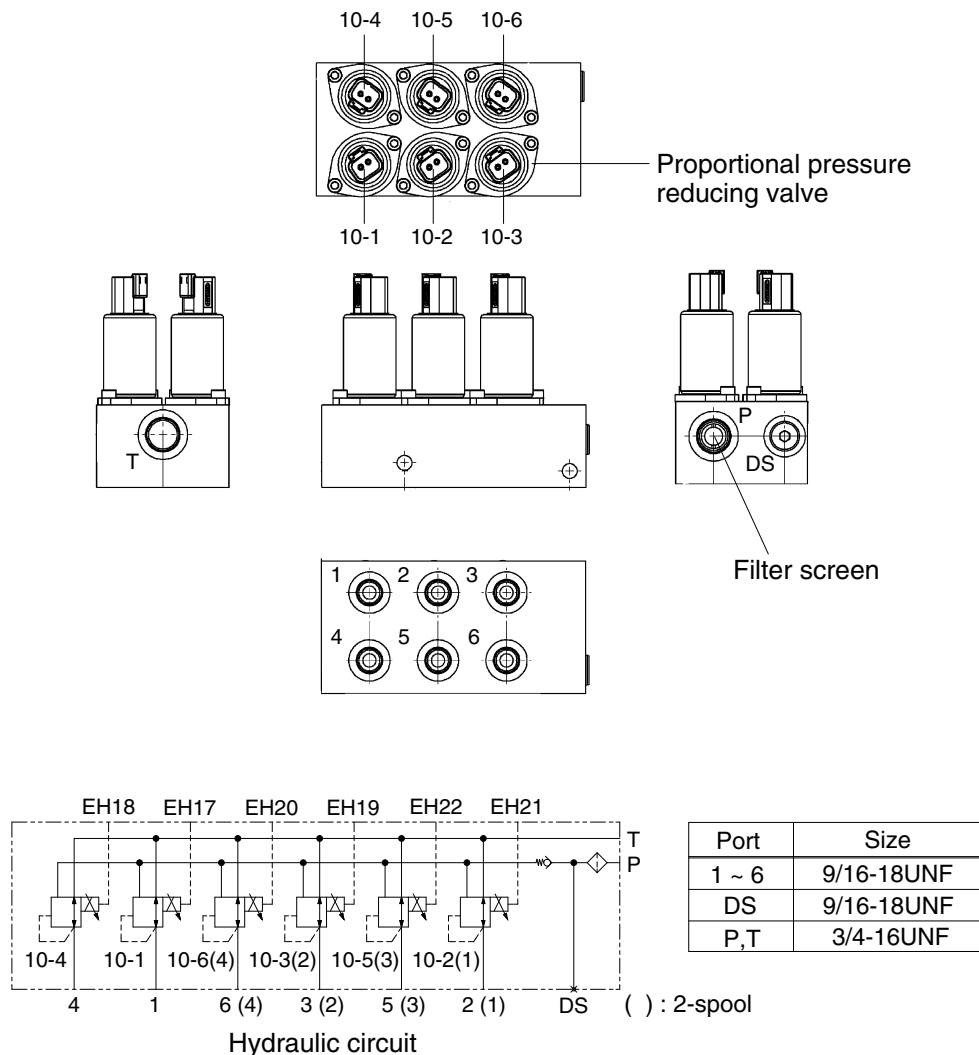 10-4 10-5 10-6
Proportional pressure
reducing valve
10-1 10-2 10-3
T
P
DS
Filter screen
1 2 3
4 5 6
EH18 EH17 EH20 EH19 EH22 EH21
T
P
10-4 10-1 10-6(4) 10-3(2) 10-5(3) 10-2(1)
4 1 6 (4) 3 (2) 5 (3) 2 (1) DS ( ) : 2-spool
Hydraulic circuit
Port Size
1 ~ 6 9/16-18UNF
DS 9/16-18UNF
P,T 3/4-16UNF